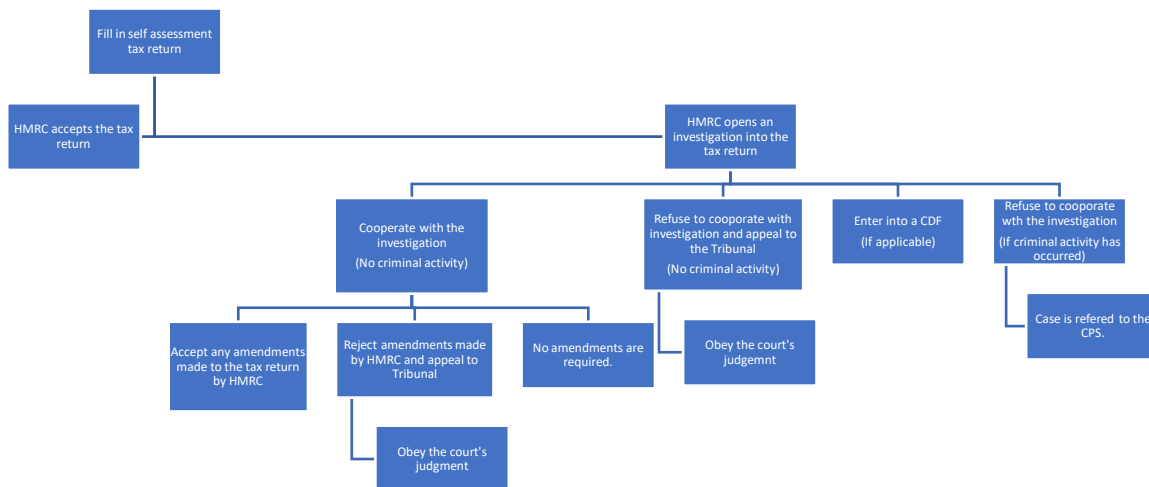 Fill in self assessment
tax return
HMRC accepts the tax
return
HMRC opens an
investigation into the
tax return
Cooperate with the
investigation
(No criminal activity)
Refuse to cooperate with
investigation and appeal to
the Tribunal
(No criminal activity)
Enter into a CDF
(If applicable)
Refuse to cooperate
wth the investigation
(If criminal activity has
occurred)
Accept any amendments
made to the tax return
by HMRC
Reject amendments made
by HMRC and appeal to
Tribunal
No amendments are
required.
Obey the court's
judgemnt
Case is refered to the
CPS.
Obey the court's
judgment